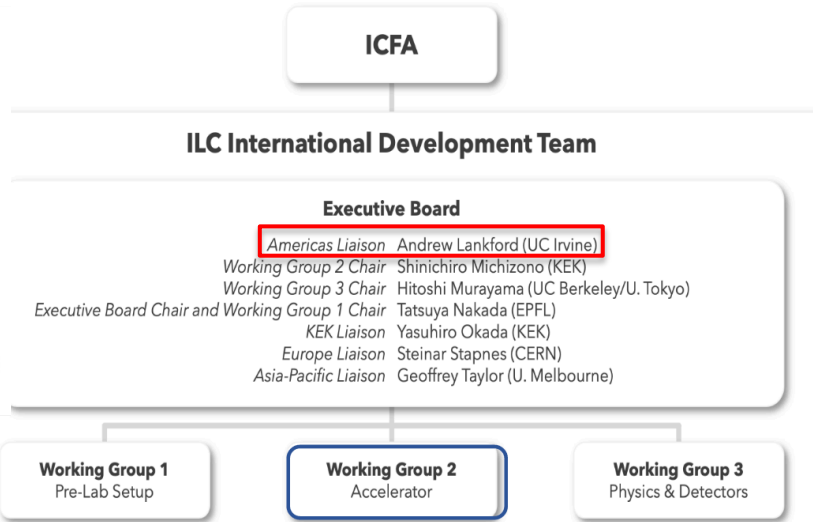 ICFA
ILC International Development Team
Executive Board
Americas Liaison Andrew Lankford (UC Irvine)
Working Group 2 Chair Shinichiro Michizono (KEK)
Working Group 3 Chair Hitoshi Murayama (UC Berkeley/U. Tokyo)
Executive Board Chair and Working Group 1 Chair Tatsuya Nakada (EPFL)
KEK Liaison Yasuhiro Okada (KEK)
Europe Liaison Steinar Stapnes (CERN)
Asia-Pacific Liaison Geoffrey Taylor (U. Melbourne)
Working Group 1
Pre-Lab Setup
Working Group 2
Accelerator
Working Group 3
Physics & Detectors